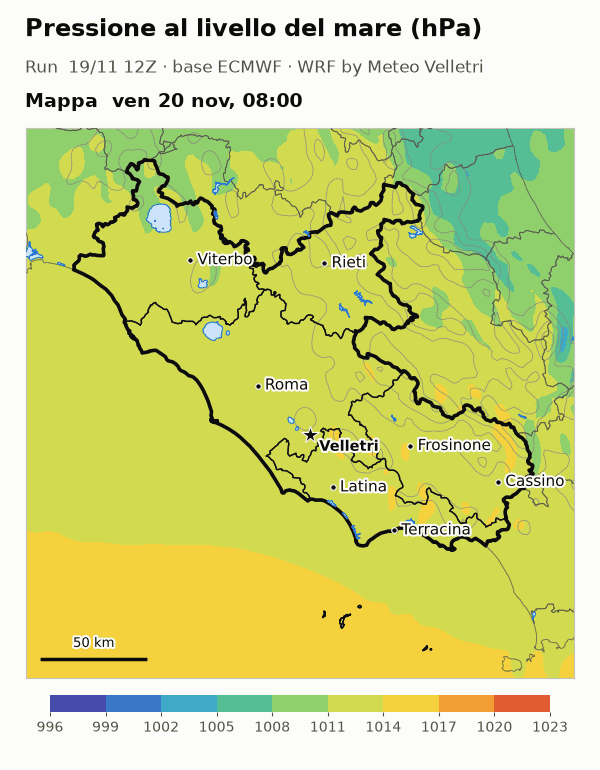 Pressione al livello del mare (hPa)
Run  19/11 12Z · base ECMWF · WRF by Meteo Velletri
Mappa  ven 20 nov, 08:00
Viterbo
Rieti
Roma
Velletri
Frosinone
Latina
Cassino
Terracina
50 km
996 999 1002 1005 1008 1011 1014 1017 1020 1023